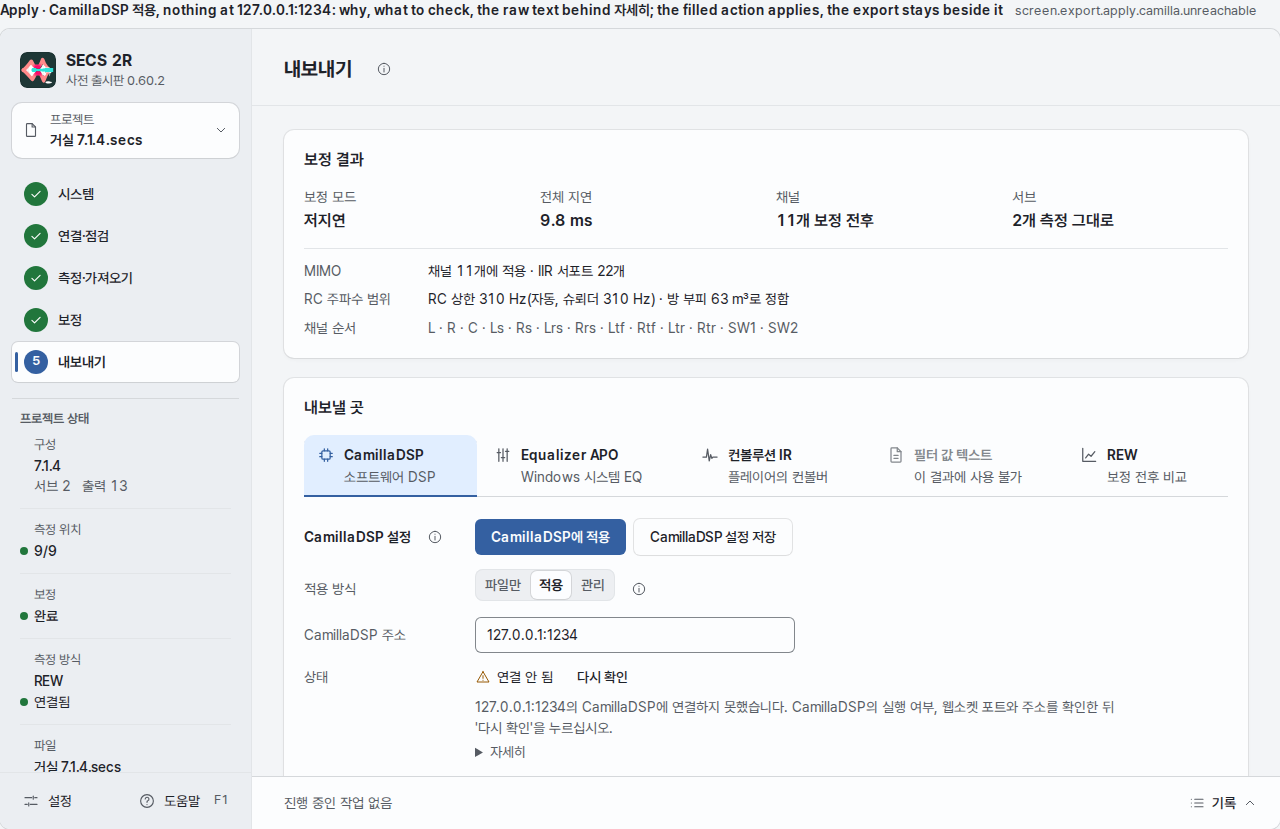 Apply · CamillaDSP 적용, nothing at 127.0.0.1:1234: why, what to check, the raw text behind 자세히; the filled action applies, the export stays beside it screen.export.apply.camilla.unreachable
SECS 2R
사전 출시판 0.60.2
프로젝트
거실 7.1.4.secs
시스템
연결·점검
측정·가져오기
보정
5 내보내기
프로젝트 상태
구성
7.1.4
서브 2 출력 13
측정 위치
9/9
보정
완료
측정 방식
REW
연결됨
파일
거실 7.1.4.secs
설정
도움말 F1
내보내기
보정 결과
보정 모드
저지연
전체 지연
9.8 ms
채널
11개 보정 전후
서브
2개 측정 그대로
MIMO 채널 11개에 적용 · IIR 서포트 22개
RC 주파수 범위 RC 상한 310 Hz(자동, 슈뢰더 310 Hz) · 방 부피 63 m³로 정함
채널 순서 L · R · C · Ls · Rs · Lrs · Rrs · Ltf · Rtf · Ltr · Rtr · SW1 · SW2
내보낼 곳
CamillaDSP
소프트웨어 DSP
Equalizer APO
Windows 시스템 EQ
컨볼루션 IR
플레이어의 컨볼버
필터 값 텍스트
이 결과에 사용 불가
REW
보정 전후 비교
CamillaDSP 설정 CamillaDSP에 적용 CamillaDSP 설정 저장
적용 방식 파일만 적용 관리
CamillaDSP 주소 127.0.0.1:1234
상태 연결 안 됨 다시 확인
127.0.0.1:1234의 CamillaDSP에 연결하지 못했습니다. CamillaDSP의 실행 여부, 웹소켓 포트와 주소를 확인한 뒤
'다시 확인'을 누르십시오.
자세히
진행 중인 작업 없음
기록